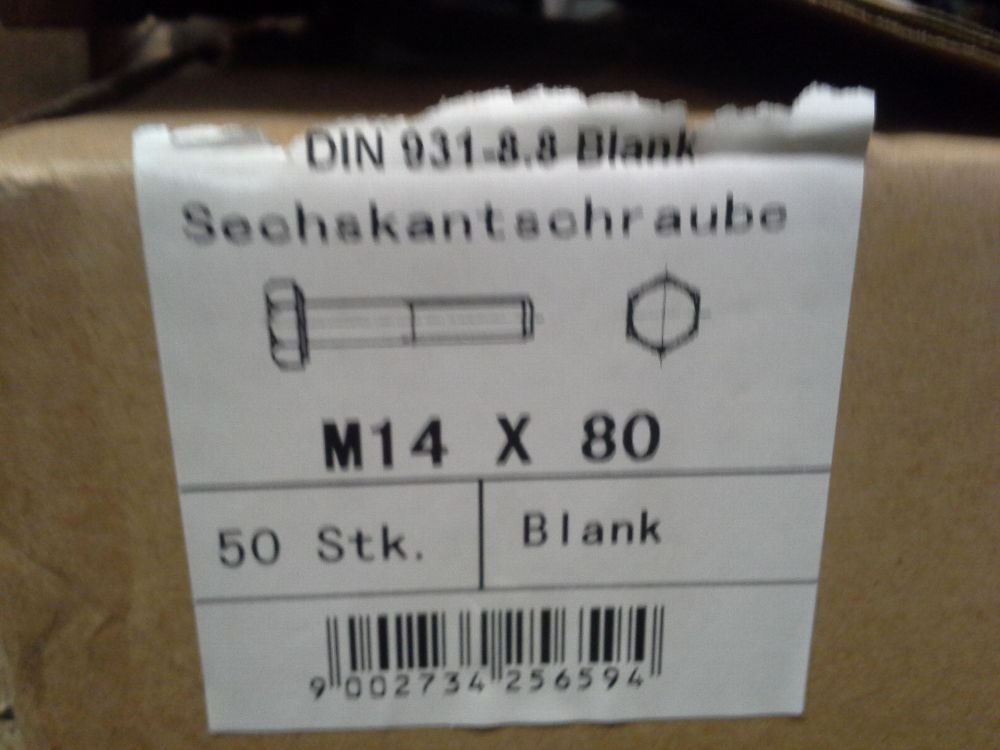 DIN 931-8.8 Blank
Sechskantschraube
M14 X 80
50 Stk.
Blank
9 002734 256594